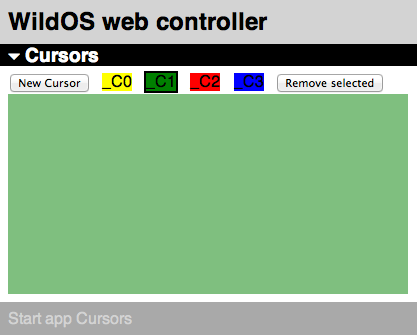 WildOS web controller
Cursors
New Cursor _C0 _C1 _C2 _C3 Remove selected
Start app Cursors